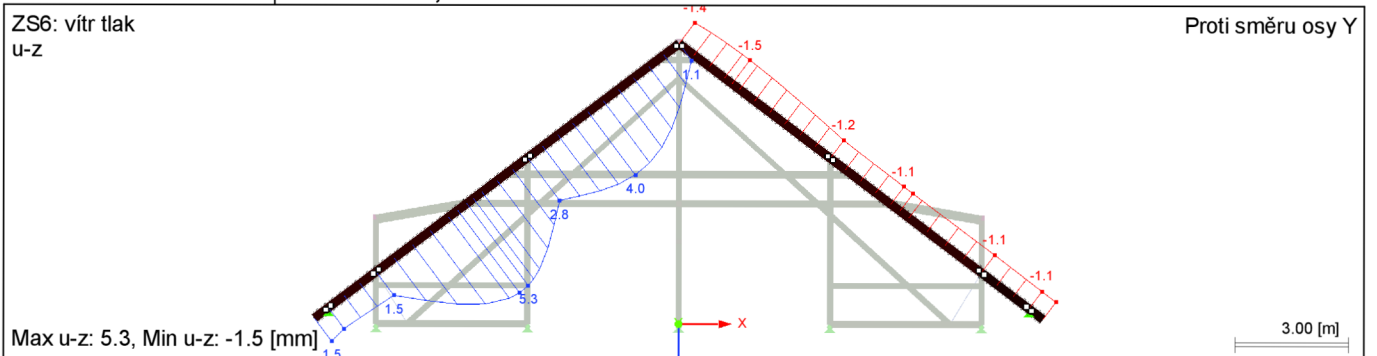 ZS6: vítr tlak
u-z
Proti směru osy Y
-1.4
-1.5
1.1
-1.2
-1.1
4.0
2.8
-1.1
-1.1
5.3
1.5
1.5
X
3.00 [m]
Max u-z: 5.3, Min u-z: -1.5 [mm]